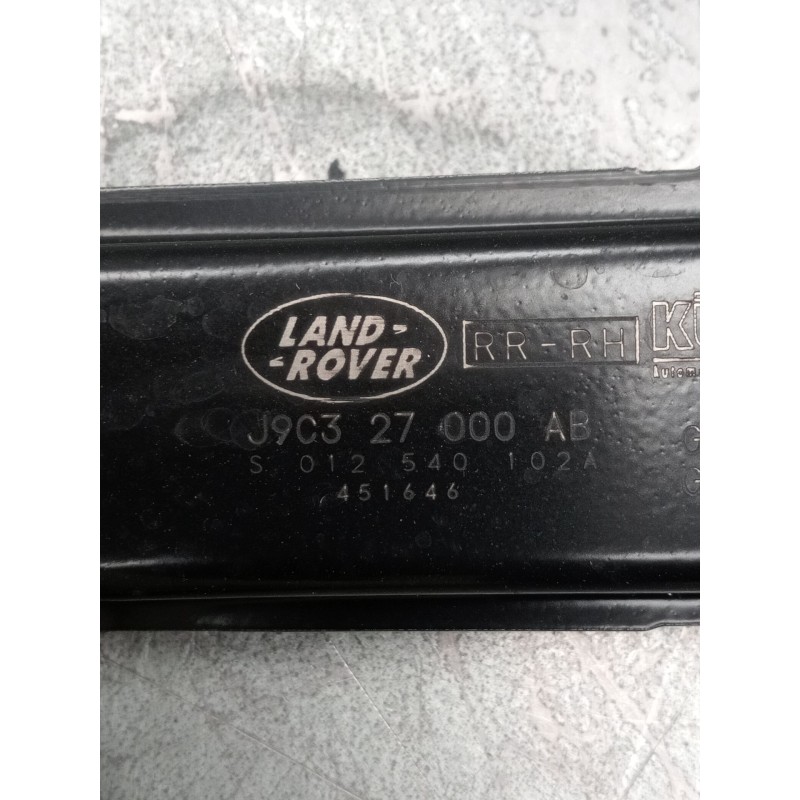 LAND-
-ROVER
RR-RH
J9C3 27 000 AB
S 012 540 102A
451646